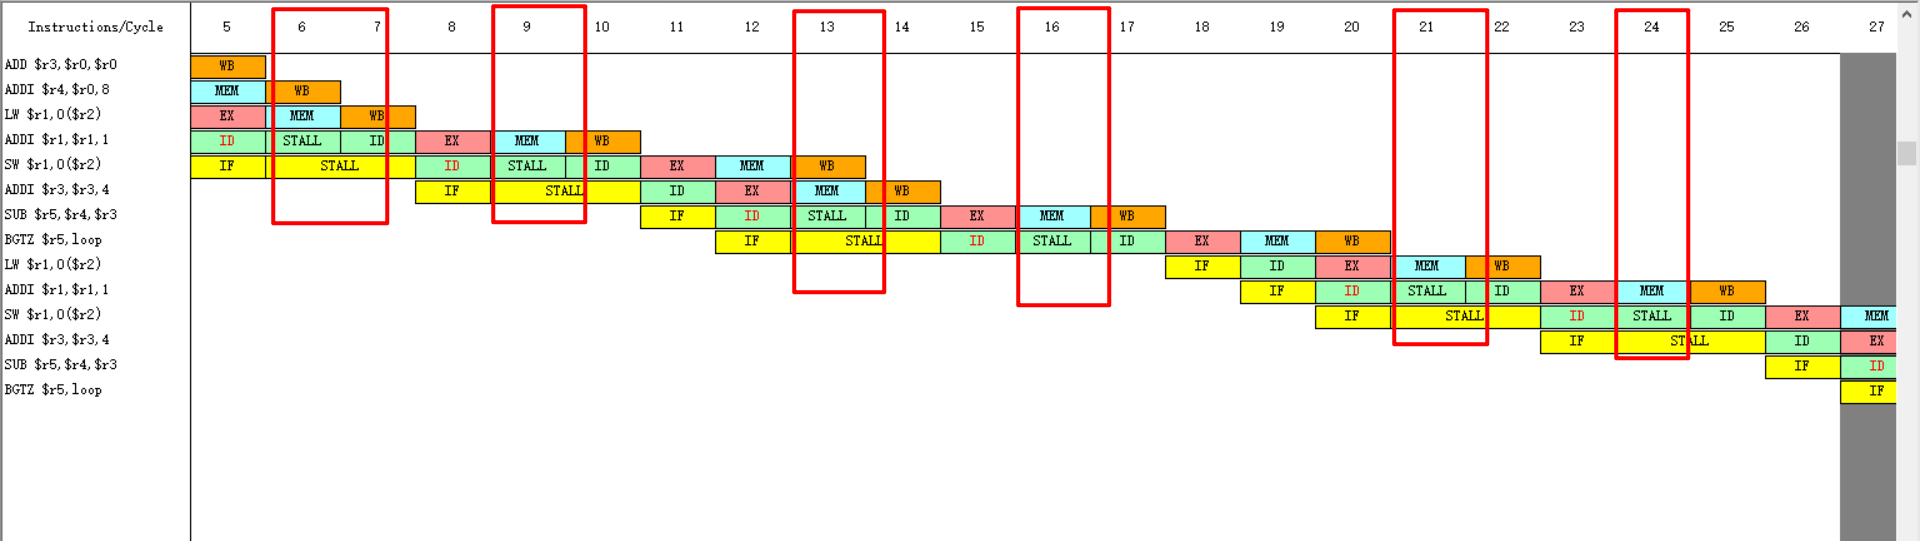 Instructions/Cycle 5 6 7 8 9 10 11 12 13 14 15 16 17 18 19 20 21 22 23 24 25 26 27
ADD $r3,$r0,$r0 WB
ADDI $r4,$r0,8 MEM WB
LW $r1,0($r2) EX MEM WB
ADDI $r1,$r1,1 ID STALL ID EX MEM WB
SW $r1,0($r2) IF STALL ID STALL ID EX MEM WB
ADDI $r3,$r3,4 IF STALL ID EX MEM WB
SUB $r5,$r4,$r3 IF ID STALL ID EX MEM WB
BGTZ $r5,loop IF STALL ID STALL ID EX MEM WB
LW $r1,0($r2) IF ID EX MEM WB
ADDI $r1,$r1,1 IF ID STALL ID EX MEM WB
SW $r1,0($r2) IF STALL ID STALL ID EX MEM
ADDI $r3,$r3,4 IF STALL ID EX
SUB $r5,$r4,$r3 IF ID
BGTZ $r5,loop IF